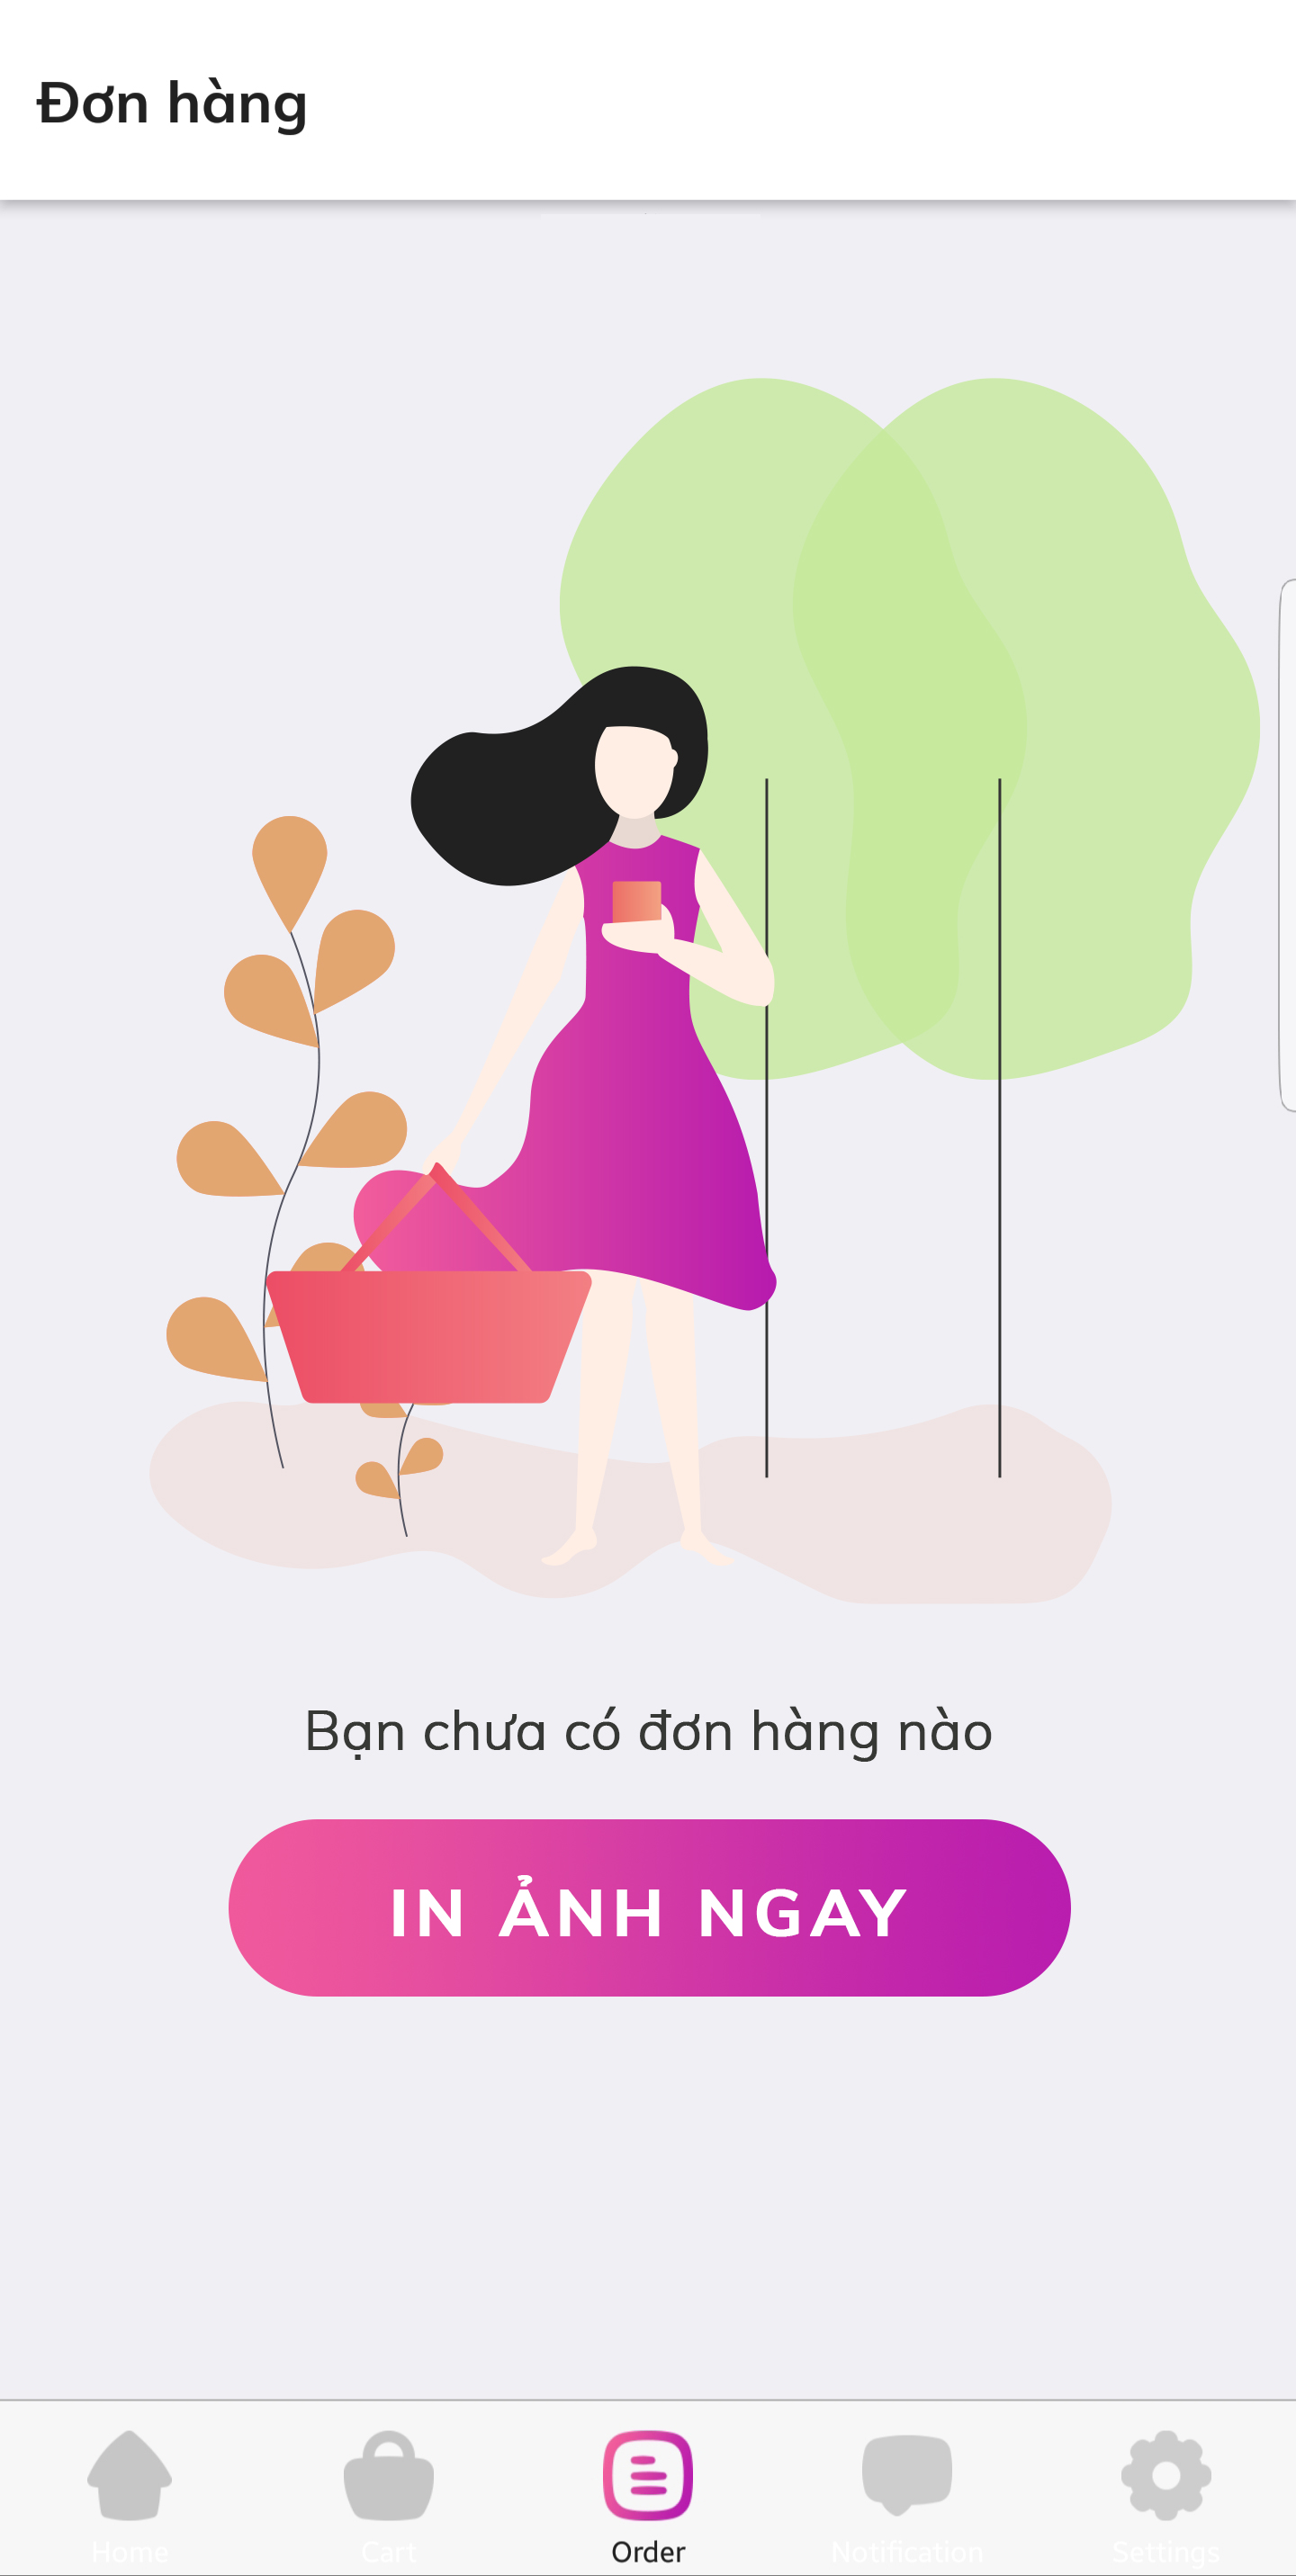 Đơn hàng
Bạn chưa có đơn hàng nào
IN ẢNH NGAY
Home
Cart
Order
Notification
Settings